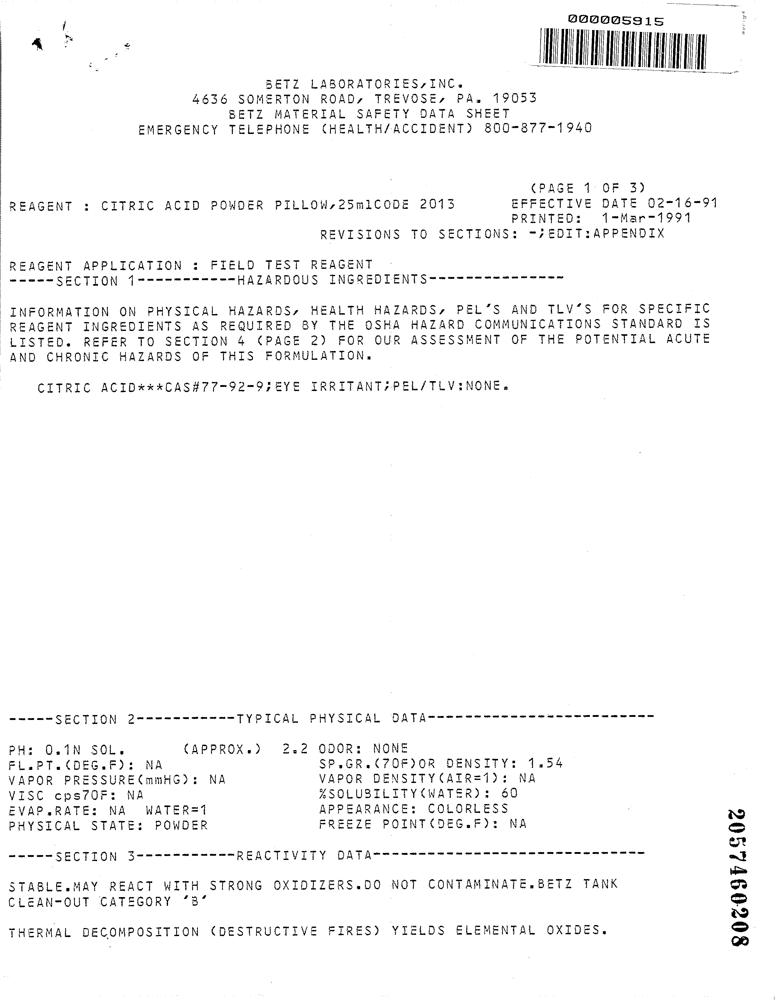 000005915
BETZ LABORATORIES,INC.
4636 SOMERTON ROAD, TREVOSE, PA. 19053
BETZ MATERIAL SAFETY DATA SHEET
EMERGENCY TELEPHONE (HEALTH/ACCIDENT) 800-877-1940
(PAGE 1 OF 3)
REAGENT : CITRIC ACID POWDER PILLOW,25mlCODE 2013 EFFECTIVE DATE 02-16-91
PRINTED: 1-Mar-1991
REVISIONS TO SECTIONS: -;EDIT:APPENDIX
REAGENT APPLICATION : FIELD TEST REAGENT
-----SECTION 1-----------HAZARDOUS INGREDIENTS---------------
INFORMATION ON PHYSICAL HAZARDS, HEALTH HAZARDS, PEL'S AND TLV'S FOR SPECIFIC
REAGENT INGREDIENTS AS REQUIRED BY THE OSHA HAZARD COMMUNICATIONS STANDARD IS
LISTED. REFER TO SECTION 4 (PAGE 2) FOR OUR ASSESSMENT OF THE POTENTIAL ACUTE
AND CHRONIC HAZARDS OF THIS FORMULATION.
CITRIC ACID***CAS#77-92-9;EYE IRRITANT;PEL/TLV:NONE.
-----SECTION 2-----------TYPICAL PHYSICAL DATA-------------------------
PH: 0.1N SOL. (APPROX.) 2.2 ODOR: NONE
FL.PT.(DEG.F): NA SP.GR.(70F)OR DENSITY: 1.54
VAPOR PRESSURE(mmHG): NA VAPOR DENSITY(AIR=1): NA
VISC cps70F: NA %SOLUBILITY(WATER): 60
EVAP.RATE: NA WATER=1 APPEARANCE: COLORLESS
PHYSICAL STATE: POWDER FREEZE POINT(DEG.F): NA
-----SECTION 3-----------REACTIVITY DATA------------------------------
STABLE.MAY REACT WITH STRONG OXIDIZERS.DO NOT CONTAMINATE.BETZ TANK
CLEAN-OUT CATEGORY 'B'
THERMAL DECOMPOSITION (DESTRUCTIVE FIRES) YIELDS ELEMENTAL OXIDES.
2057460208